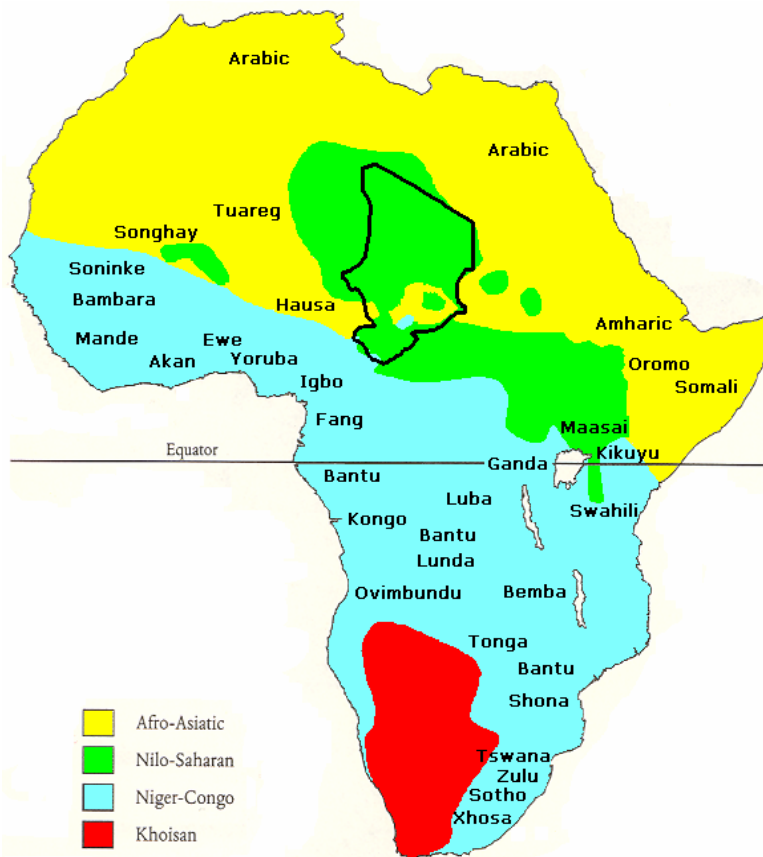 Arabic
Arabic
Tuareg
Songhay
Soninke
Bambara
Hausa
Mande
Ewe
Akan
Yoruba
Igbo
Fang
Amharic
Oromo
Somali
Maasai
Equator
Kikuyu
Ganda
Bantu
Luba
Swahili
Kongo
Bantu
Lunda
Ovimbundu
Bemba
Tonga
Bantu
Shona
Tswana
Zulu
Sotho
Xhosa
Afro-Asiatic
Nilo-Saharan
Niger-Congo
Khoisan